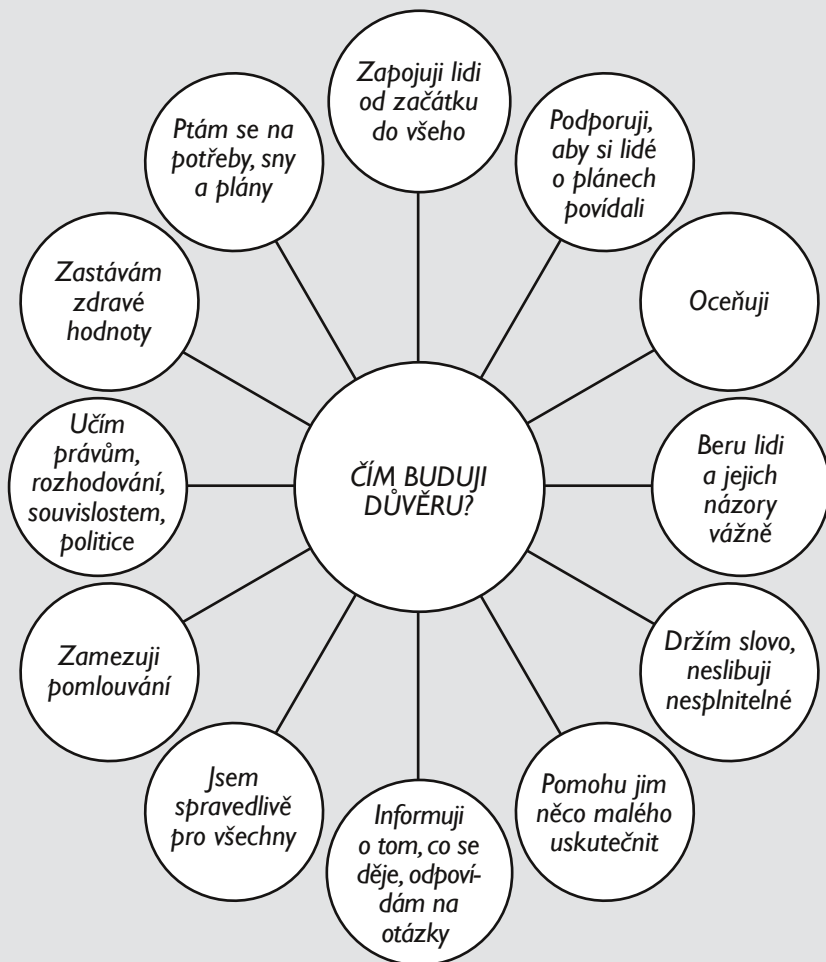 Zapojuji lidi
od začátku
do všeho
Podporuji,
aby si lidé
o plánech
povídali
Oceňuji
Beru lidi
a jejich
názory
vážně
Držím slovo,
neslibuji
nesplnitelné
Pomohu jim
něco malého
uskutečnit
Informuji
o tom, co se
děje, odpoví-
dám na
otázky
Jsem
spravedlivě
pro všechny
Zamezuji
pomlouvání
Učím
právům,
rozhodování,
souvislostem,
politice
Zastávám
zdravé
hodnoty
Ptám se na
potřeby, sny
a plány
ČÍM BUDUJI
DŮVĚRU?